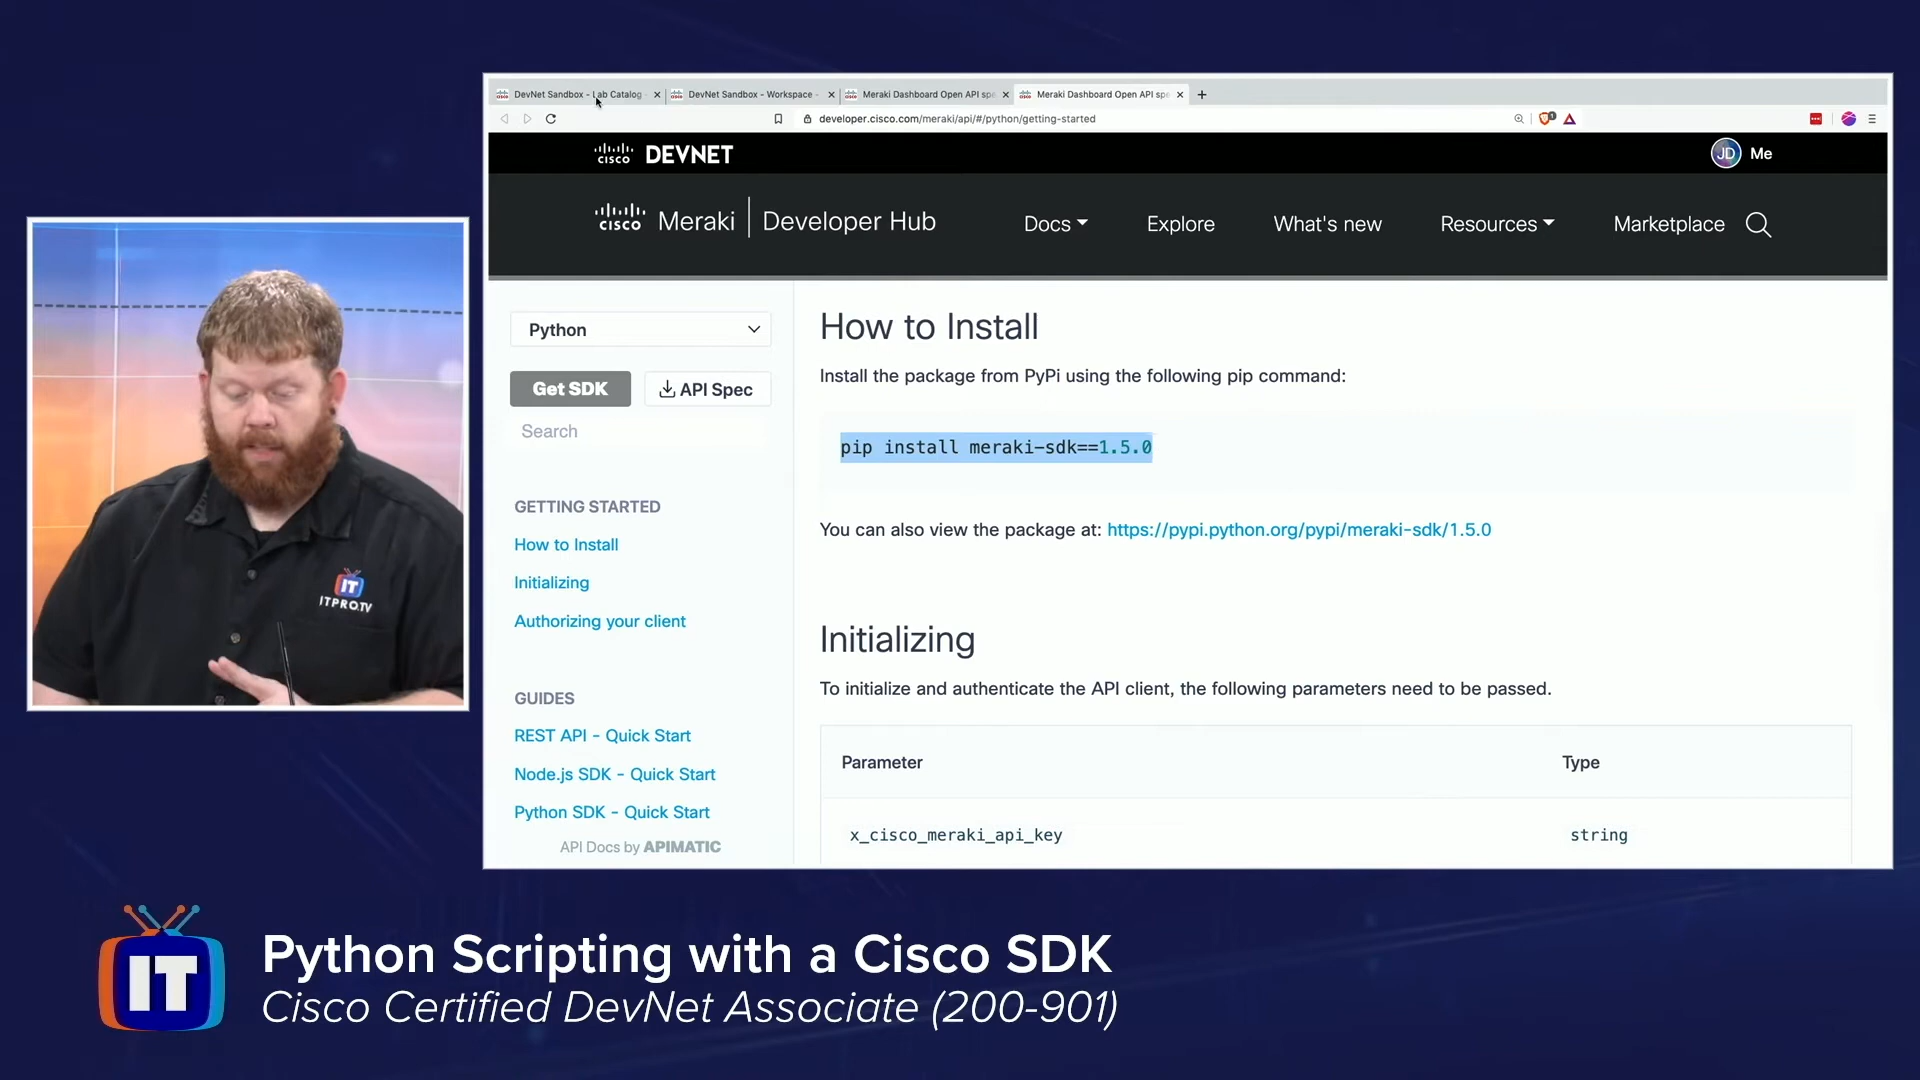 DevNet Sandbox - Lab Catalog
DevNet Sandbox - Workspace -
Meraki Dashboard Open API spe
Meraki Dashboard Open API spe
developer.cisco.com/meraki/api/#/python/getting-started
cisco DEVNET
JD Me
cisco Meraki Developer Hub
Docs
Explore
What's new
Resources
Marketplace
Python
Get SDK
API Spec
Search
GETTING STARTED
How to Install
Initializing
Authorizing your client
GUIDES
REST API - Quick Start
Node.js SDK - Quick Start
Python SDK - Quick Start
API Docs by APIMATIC
How to Install
Install the package from PyPi using the following pip command:
pip install meraki-sdk==1.5.0
You can also view the package at: https://pypi.python.org/pypi/meraki-sdk/1.5.0
Initializing
To initialize and authenticate the API client, the following parameters need to be passed.
Parameter Type
x_cisco_meraki_api_key string
IT
ITPRO.TV
IT
Python Scripting with a Cisco SDK
Cisco Certified DevNet Associate (200-901)